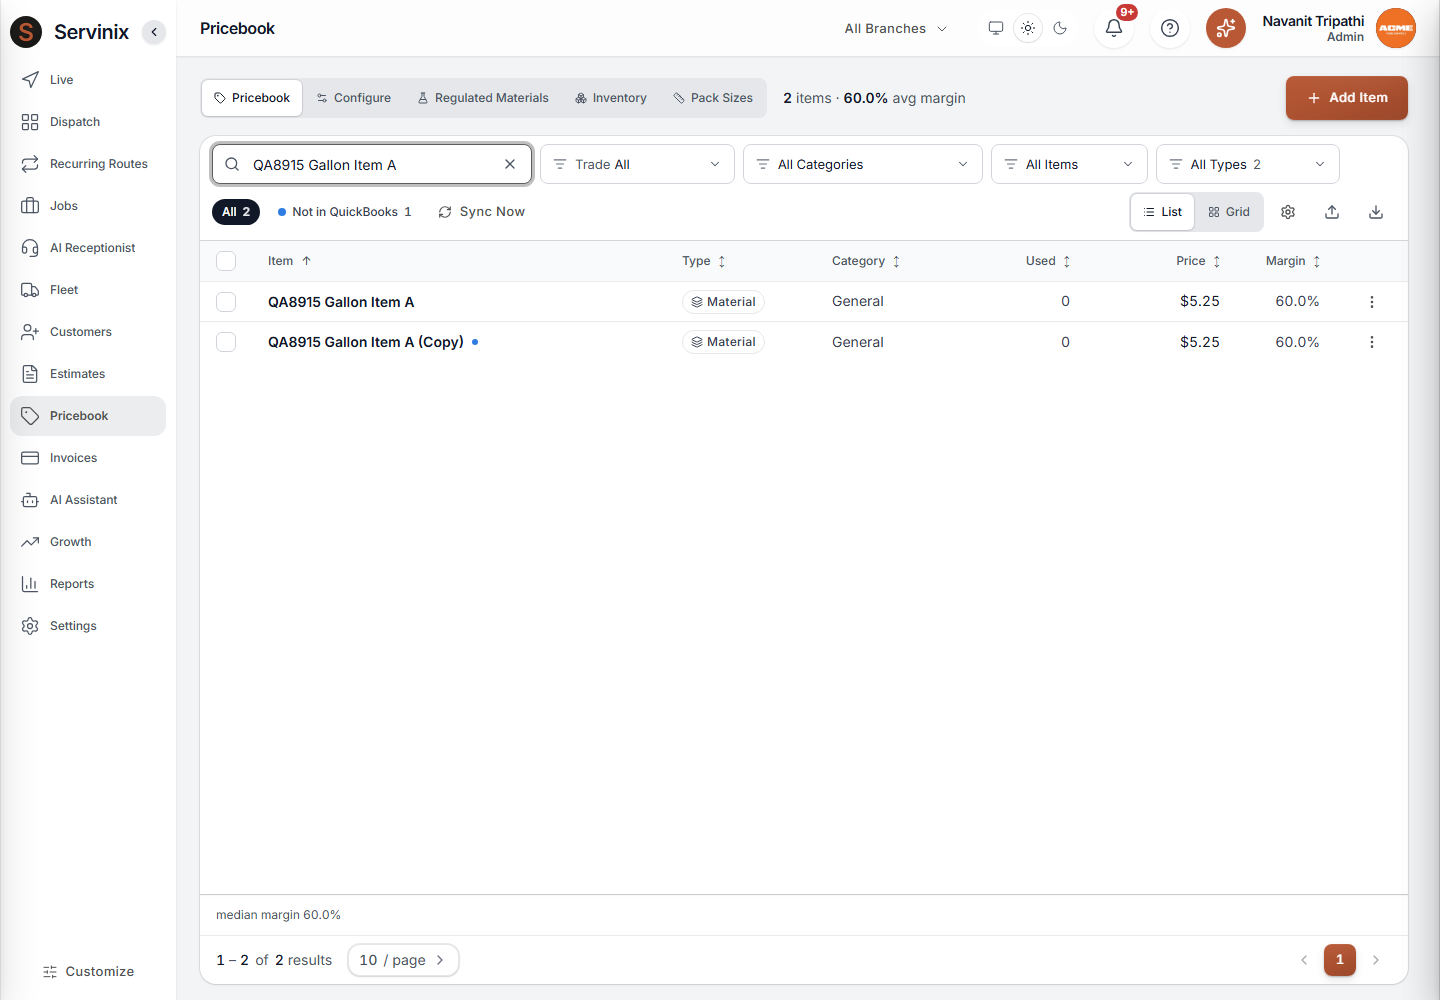 S Servinix
Pricebook
All Branches
9+
Navanit Tripathi
Admin
ACME
Live
Dispatch
Recurring Routes
Jobs
AI Receptionist
Fleet
Customers
Estimates
Pricebook
Invoices
AI Assistant
Growth
Reports
Settings
Customize
Pricebook Configure Regulated Materials Inventory Pack Sizes 2 items · 60.0% avg margin
+ Add Item
QA8915 Gallon Item A
Trade All
All Categories
All Items
All Types 2
All 2 Not in QuickBooks 1 Sync Now
List Grid
Item Type Category Used Price Margin
QA8915 Gallon Item A Material General 0 $5.25 60.0%
QA8915 Gallon Item A (Copy) Material General 0 $5.25 60.0%
median margin 60.0%
1 – 2 of 2 results 10 / page 1